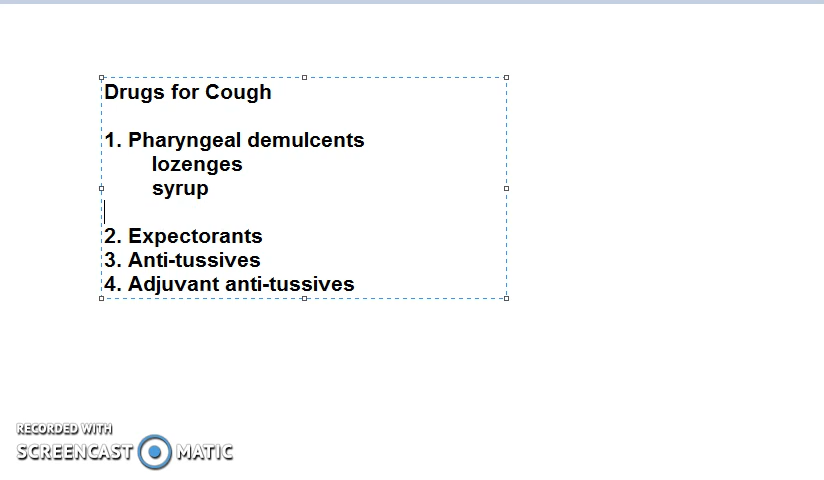 Drugs for Cough
1. Pharyngeal demulcents
lozenges
syrup
2. Expectorants
3. Anti-tussives
4. Adjuvant anti-tussives
RECORDED WITH
SCREENCAST MATIC